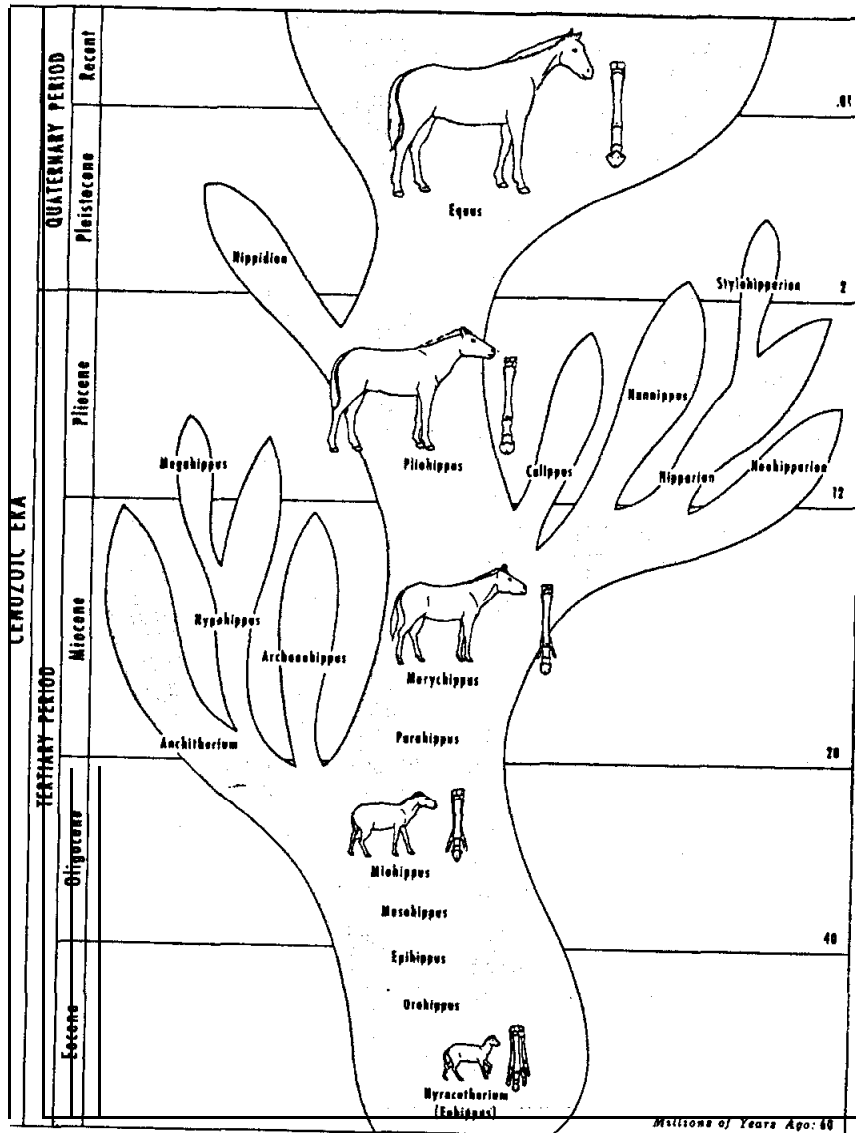 CENOZOIC ERA
QUATERNARY PERIOD
TERTIARY PERIOD
Recent
Pleistocene
Pliocene
Miocene
Oligocene
Eocene
.01
Equus
Hippidion
Stylohipparion
2
Nannippus
Megahippus
Pliohippus
Calippus
Hipparion
Neohipparion
12
Hypohippus
Archaeohippus
Merychippus
Anchitherium
Parahippus
20
Miohippus
Mesohippus
40
Epihippus
Orohippus
Hyracotherium
(Eohippus)
Millions of Years Ago: 60